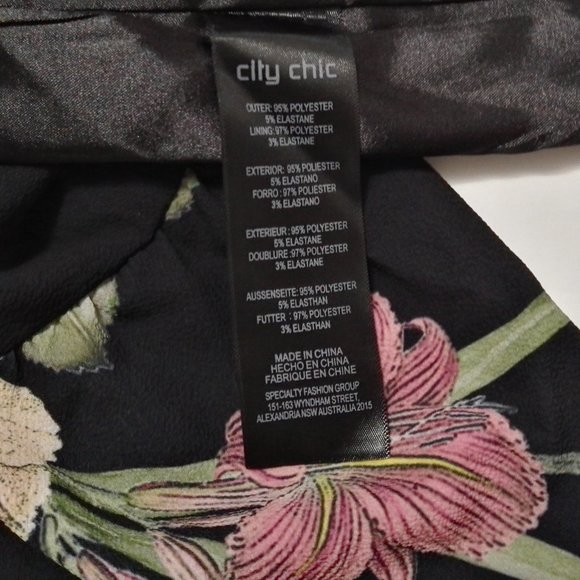 city chic
OUTER: 95% POLYESTER
5% ELASTANE
LINING: 97% POLYESTER
3% ELASTANE
EXTERIOR: 95% POLIESTER
5% ELASTANO
FORRO: 97% POLIESTER
3% ELASTANO
EXTERIEUR: 95% POLYESTER
5% ELASTANE
DOUBLURE: 97% POLYESTER
3% ELASTANE
AUSSENSEITE: 95% POLYESTER
5% ELASTHAN
FUTTER : 97% POLYESTER
3% ELASTHAN
MADE IN CHINA
HECHO EN CHINA
FABRIQUE EN CHINE
SPECIALTY FASHION GROUP
151-163 WYNDHAM STREET,
ALEXANDRIA NSW AUSTRALIA 2015